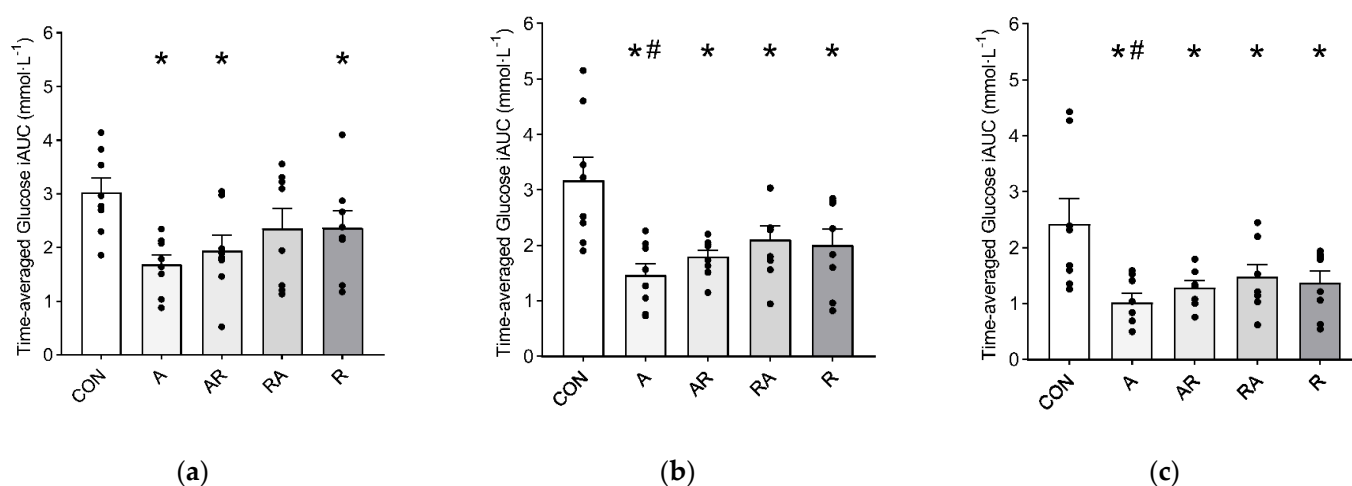 Time-averaged Glucose iAUC (mmol·L⁻¹)
6
5
4
3
2
1
0
* * *
CON A AR RA R
(a)
Time-averaged Glucose iAUC (mmol·L⁻¹)
6
5
4
3
2
1
0
*# * * *
CON A AR RA R
(b)
Time-averaged Glucose iAUC (mmol·L⁻¹)
6
5
4
3
2
1
0
*# * * *
CON A AR RA R
(c)